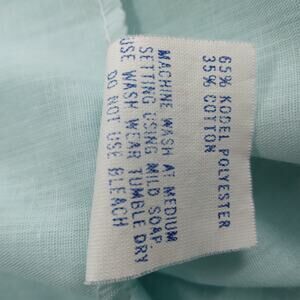 65% KODEL POLYESTER
35% COTTON
MACHINE WASH AT MEDIUM
SETTING USING MILD SOAP.
USE WASH WEAR TUMBLE DRY
DO NOT USE BLEACH